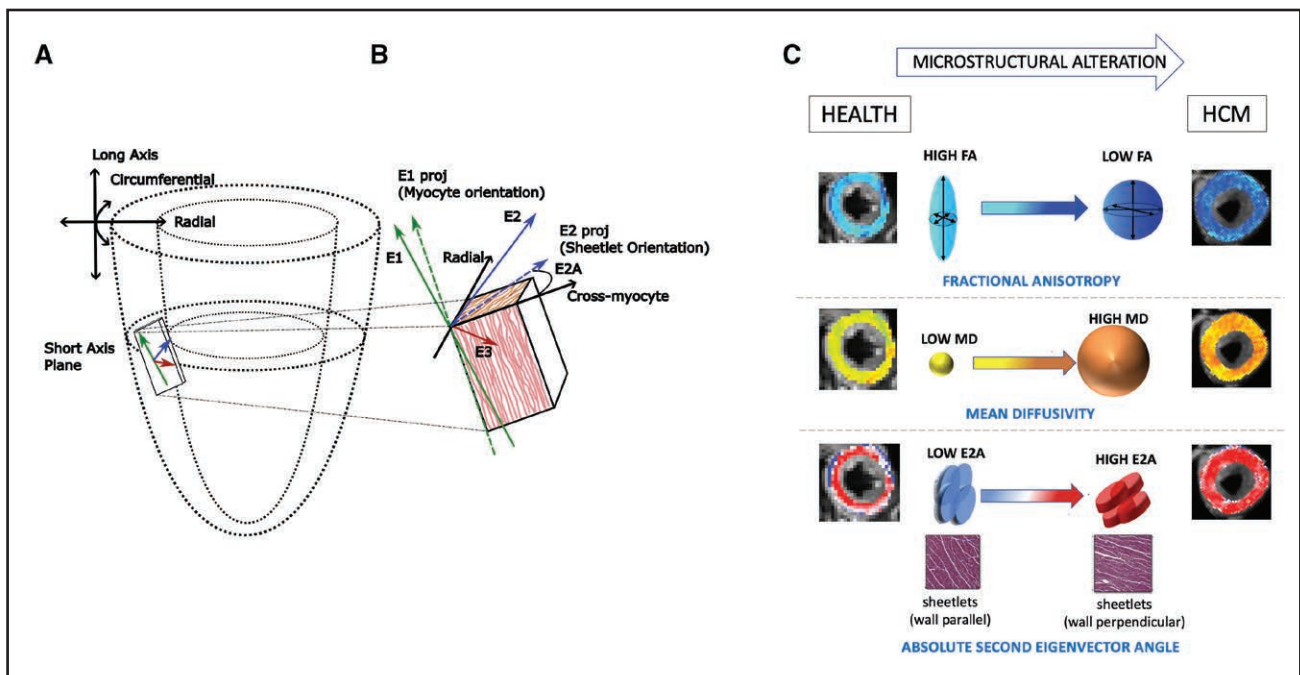 A
Long Axis
Circumferential
Radial
Short Axis
Plane
B
E1 proj
(Myocyte orientation)
E2
E2 proj
(Sheetlet Orientation)
E1
Radial
E2A
Cross-myocyte
E3
C
MICROSTRUCTURAL ALTERATION
HEALTH
HCM
HIGH FA
LOW FA
FRACTIONAL ANISOTROPY
LOW MD
HIGH MD
MEAN DIFFUSIVITY
LOW E2A
HIGH E2A
sheetlets
(wall parallel)
sheetlets
(wall perpendicular)
ABSOLUTE SECOND EIGENVECTOR ANGLE